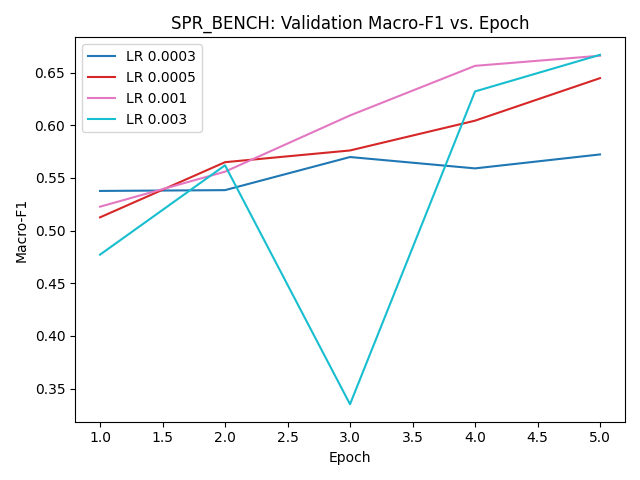 SPR_BENCH: Validation Macro-F1 vs. Epoch
LR 0.0003
LR 0.0005
LR 0.001
LR 0.003
Macro-F1
0.65
0.60
0.55
0.50
0.45
0.40
0.35
1.0 1.5 2.0 2.5 3.0 3.5 4.0 4.5 5.0
Epoch